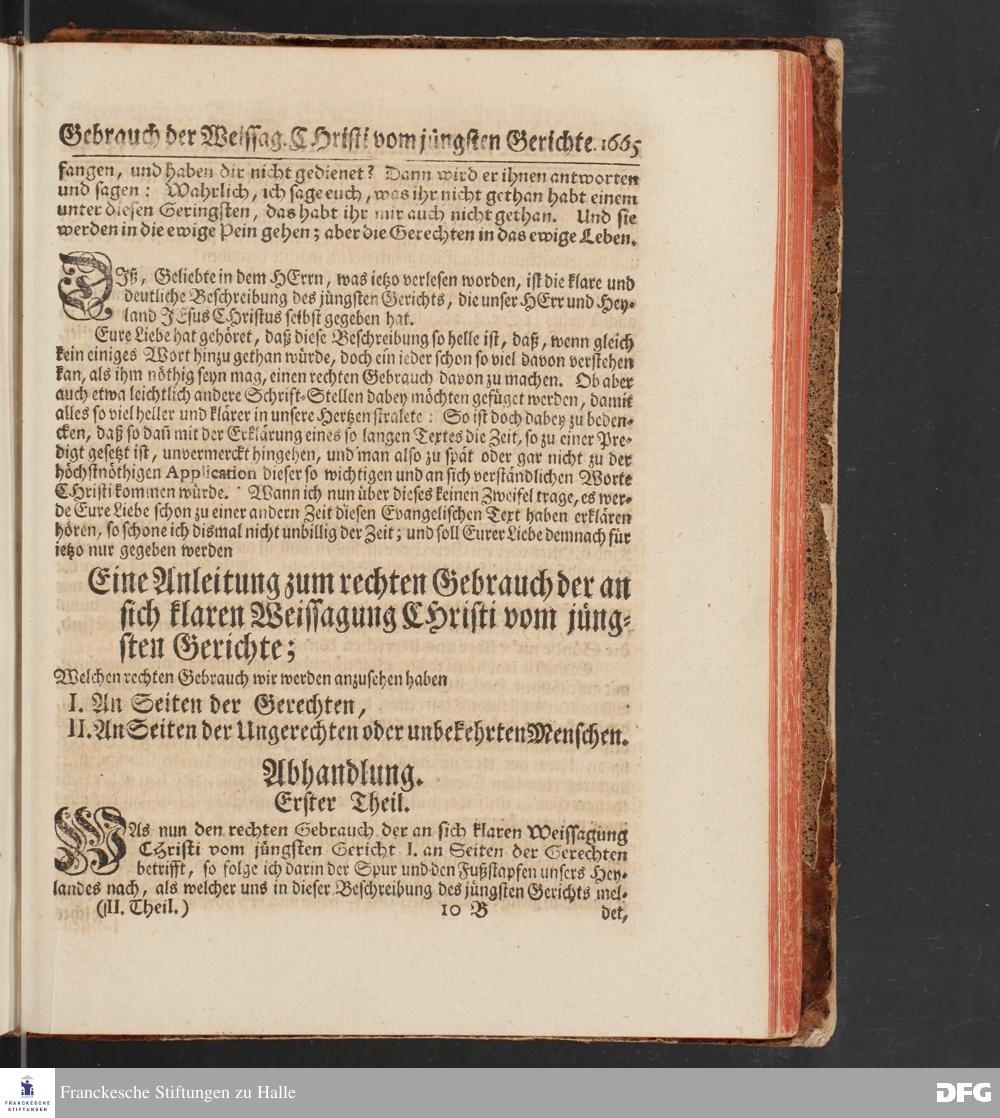 Gebrauch der Weissag. CHristi vom jüngsten Gerichte. 1665
fangen, und haben dir nicht gedienet? Dann wird er ihnen antworten
und sagen: Wahrlich, ich sage euch, was ihr nicht gethan habt einem
unter diesen Geringsten, das habt ihr mir auch nicht gethan. Und sie
werden in die ewige Pein gehen; aber die Gerechten in das ewige Leben.
DIß, Geliebte in dem HErrn, was ietzo verlesen worden, ist die klare und
deutliche Beschreibung des jüngsten Gerichts, die unser HErr und Hey-
land JEsus CHristus selbst gegeben hat.
Eure Liebe hat gehöret, daß diese Beschreibung so helle ist, daß, wenn gleich
kein einiges Wort hinzu gethan würde, doch ein ieder schon so viel davon verstehen
kan, als ihm nöthig seyn mag, einen rechten Gebrauch davon zu machen. Ob aber
auch etwa leichtlich andere Schrift-Stellen dabey möchten gefüget werden, damit
alles so viel heller und klärer in unsere Hertzen stralete: So ist doch dabey zu beden-
cken, daß so dañ mit der Erklärung eines so langen Textes die Zeit, so zu einer Pre-
digt gesetzt ist, unvermerckt hingehen, und man also zu spät oder gar nicht zu der
höchstnöthigen Application dieser so wichtigen und an sich verständlichen Worte
CHristi kommen würde. Wann ich nun über dieses keinen Zweifel trage, es wer-
de Eure Liebe schon zu einer andern Zeit diesen Evangelischen Text haben erklären
hören, so schone ich dismal nicht unbillig der Zeit; und soll Eurer Liebe demnach für
ietzo nur gegeben werden
Eine Anleitung zum rechten Gebrauch der an
sich klaren Weissagung CHristi vom jüng-
sten Gerichte;
Welchen rechten Gebrauch wir werden anzusehen haben
I. An Seiten der Gerechten,
II. An Seiten der Ungerechten oder unbekehrten Menschen.
Abhandlung.
Erster Theil.
WAs nun den rechten Gebrauch der an sich klaren Weissagung
CHristi vom jüngsten Gericht I. an Seiten der Gerechten
betrifft, so folge ich darin der Spur und den Fußstapfen unsers Hey-
landes nach, als welcher uns in dieser Beschreibung des jüngsten Gerichts mel-
(II. Theil.) 10 B det,
FRANCKESCHE
STIFTUNGEN
Franckesche Stiftungen zu Halle
DFG